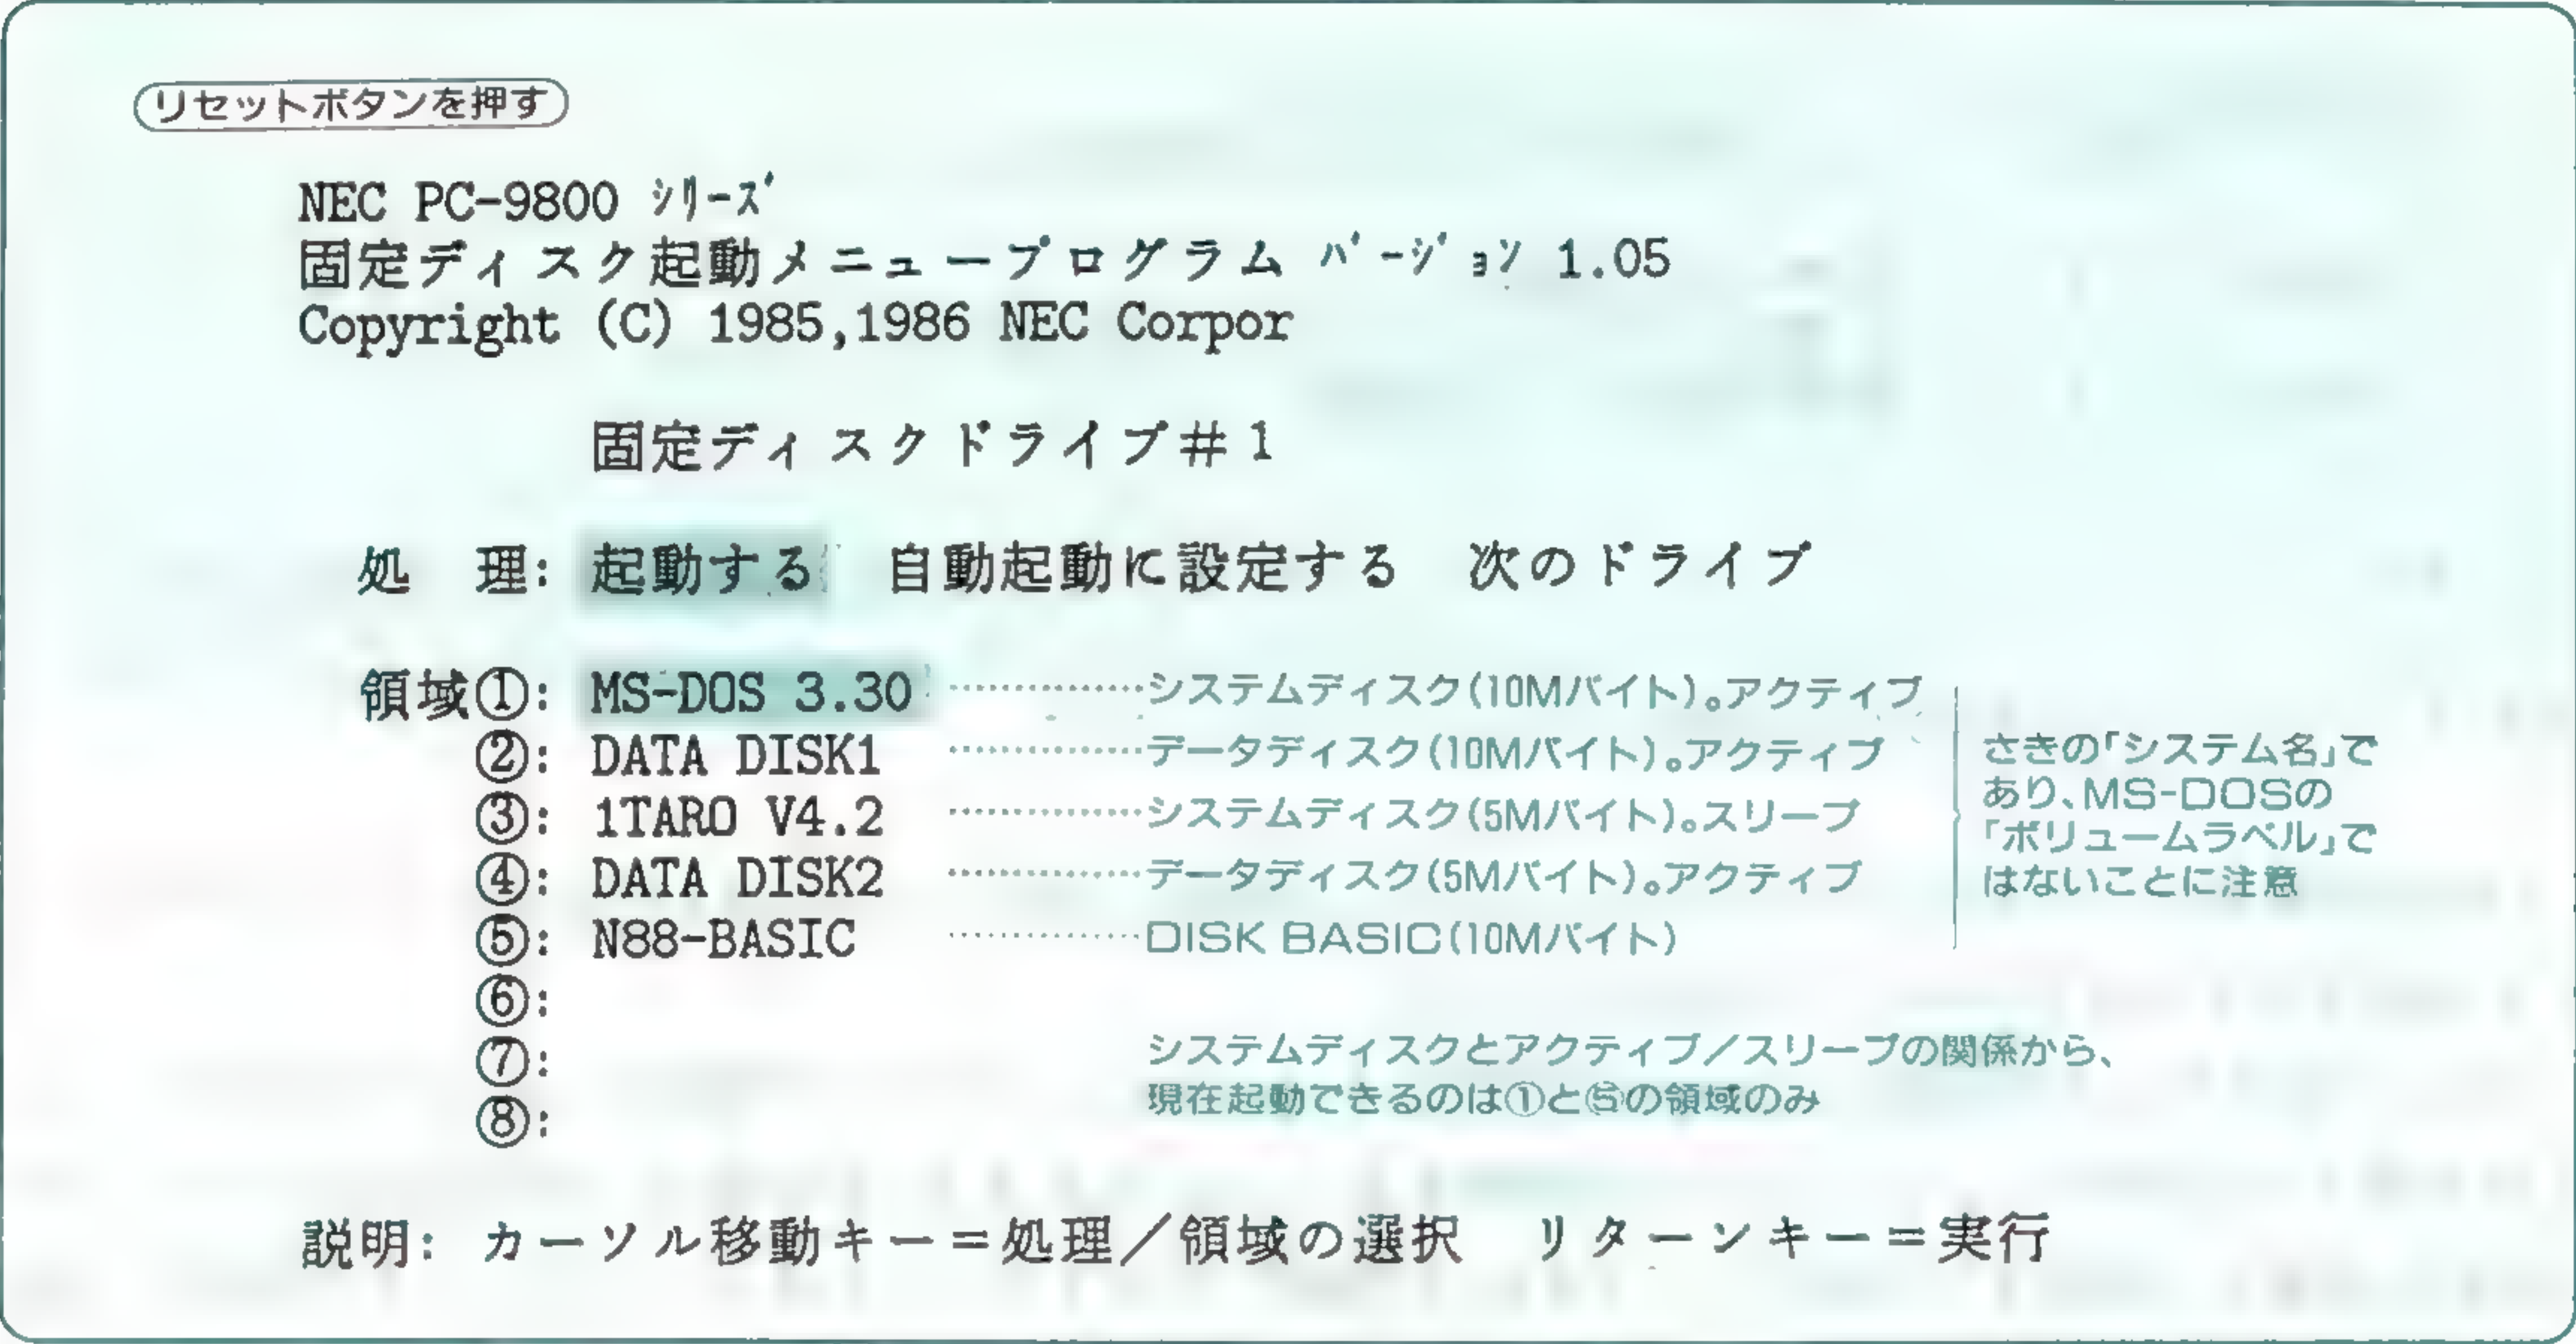 リセットボタンを押す
NEC PC-9800 ｼﾘｰｽﾞ
固定ディスク起動メニュープログラム ﾊﾞｰｼﾞｮﾝ 1.05
Copyright (C) 1985,1986 NEC Corpor
固定ディスクドライブ＃1
処　理: 起動する　自動起動に設定する　次のドライブ
領域①: MS-DOS 3.30 ……………システムディスク(10Mバイト)。アクティブ
②: DATA DISK1 ……………データディスク(10Mバイト)。アクティブ
③: 1TARO V4.2 ……………システムディスク(5Mバイト)。スリープ
④: DATA DISK2 ……………データディスク(5Mバイト)。アクティブ
⑤: N88-BASIC ……………DISK BASIC(10Mバイト)
さきの「システム名」で
あり、MS-DOSの
「ボリュームラベル」で
はないことに注意
⑥:
⑦:
⑧:
システムディスクとアクティブ／スリープの関係から、
現在起動できるのは①と⑤の領域のみ
説明: カーソル移動キー＝処理／領域の選択　リターンキー＝実行